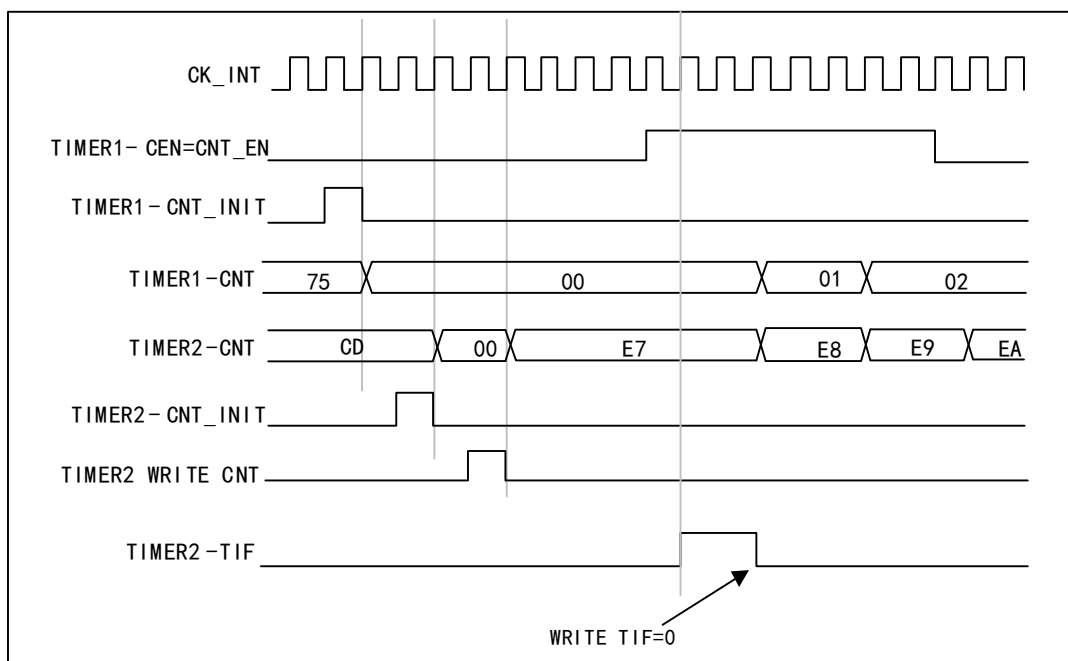 CK_INT
TIMER1-CEN=CNT_EN
TIMER1-CNT_INIT
TIMER1-CNT 75 00 01 02
TIMER2-CNT CD 00 E7 E8 E9 EA
TIMER2-CNT_INIT
TIMER2 WRITE CNT
TIMER2-TIF
WRITE TIF=0